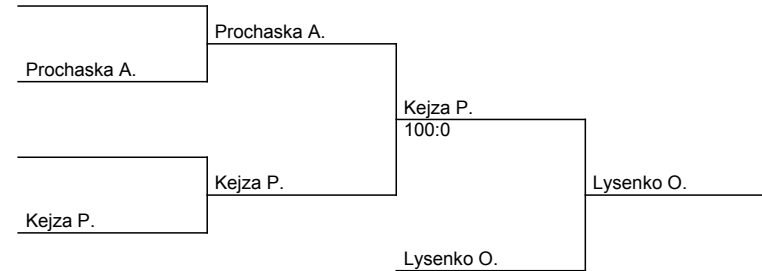 Prochaska A.
Prochaska A.
Kejza P.
100:0
Kejza P.
Lysenko O.
Kejza P.
Lysenko O.